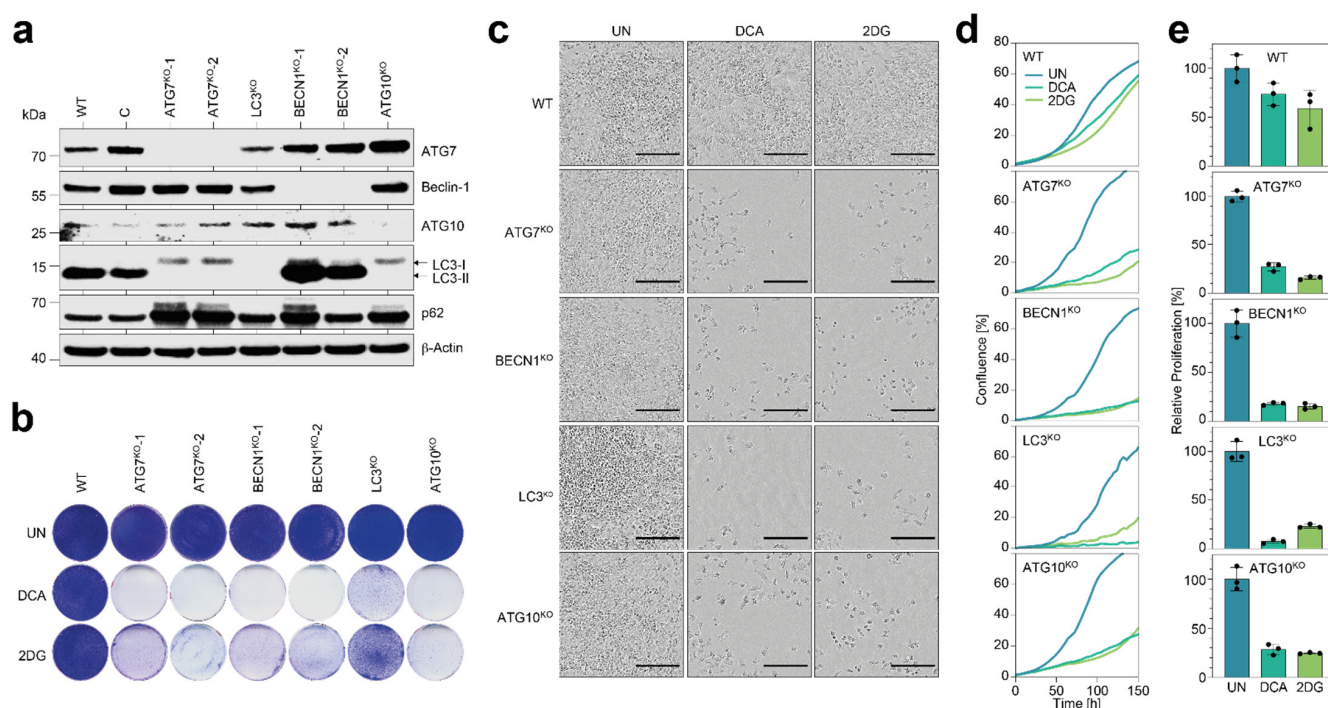 a
kDa
WT
C
ATG7KO-1
ATG7KO-2
LC3KO
BECN1KO-1
BECN1KO-2
ATG10KO
70
ATG7
55
Beclin-1
25
ATG10
15
LC3-I
LC3-II
70
p62
40
β-Actin
b
WT
ATG7KO-1
ATG7KO-2
BECN1KO-1
BECN1KO-2
LC3KO
ATG10KO
UN
DCA
2DG
c
UN DCA 2DG
WT
ATG7KO
BECN1KO
LC3KO
ATG10KO
d
Confluence [%]
80
60
40
20
0
WT
UN
DCA
2DG
80
60
40
20
0
ATG7KO
80
60
40
20
0
BECN1KO
80
60
40
20
0
LC3KO
80
60
40
20
0
ATG10KO
0 50 100 150
Time [h]
e
Relative Proliferation [%]
WT
100
50
0
ATG7KO
100
50
0
BECN1KO
100
50
0
LC3KO
100
50
0
ATG10KO
100
50
0
UN DCA 2DG